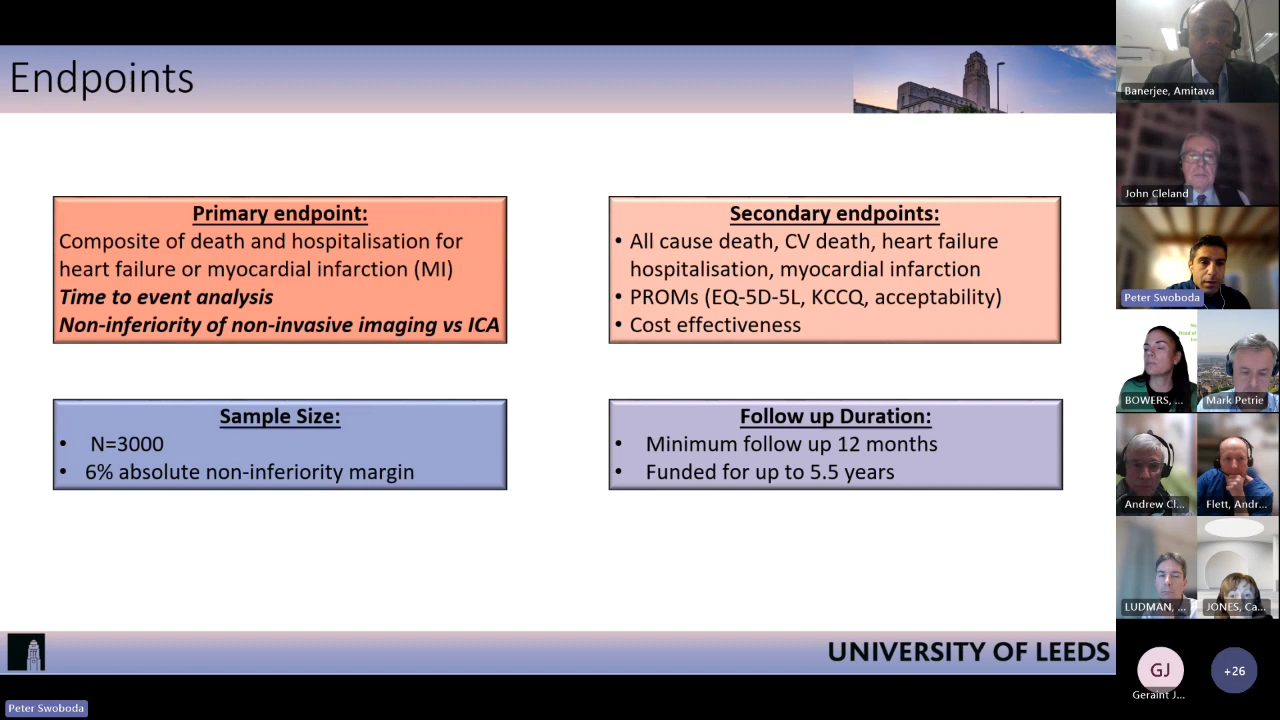 Endpoints
Primary endpoint:
Composite of death and hospitalisation for
heart failure or myocardial infarction (MI)
Time to event analysis
Non-inferiority of non-invasive imaging vs ICA
Secondary endpoints:
• All cause death, CV death, heart failure
hospitalisation, myocardial infarction
• PROMs (EQ-5D-5L, KCCQ, acceptability)
• Cost effectiveness
Sample Size:
• N=3000
• 6% absolute non-inferiority margin
Follow up Duration:
• Minimum follow up 12 months
• Funded for up to 5.5 years
UNIVERSITY OF LEEDS
Peter Swoboda
Banerjee, Amitava
John Cleland
Peter Swoboda
BOWERS, ...
Mark Petrie
Andrew Cl...
Flett, Andr...
LUDMAN, ...
JONES, Ca...
GJ
Geraint J...
+26